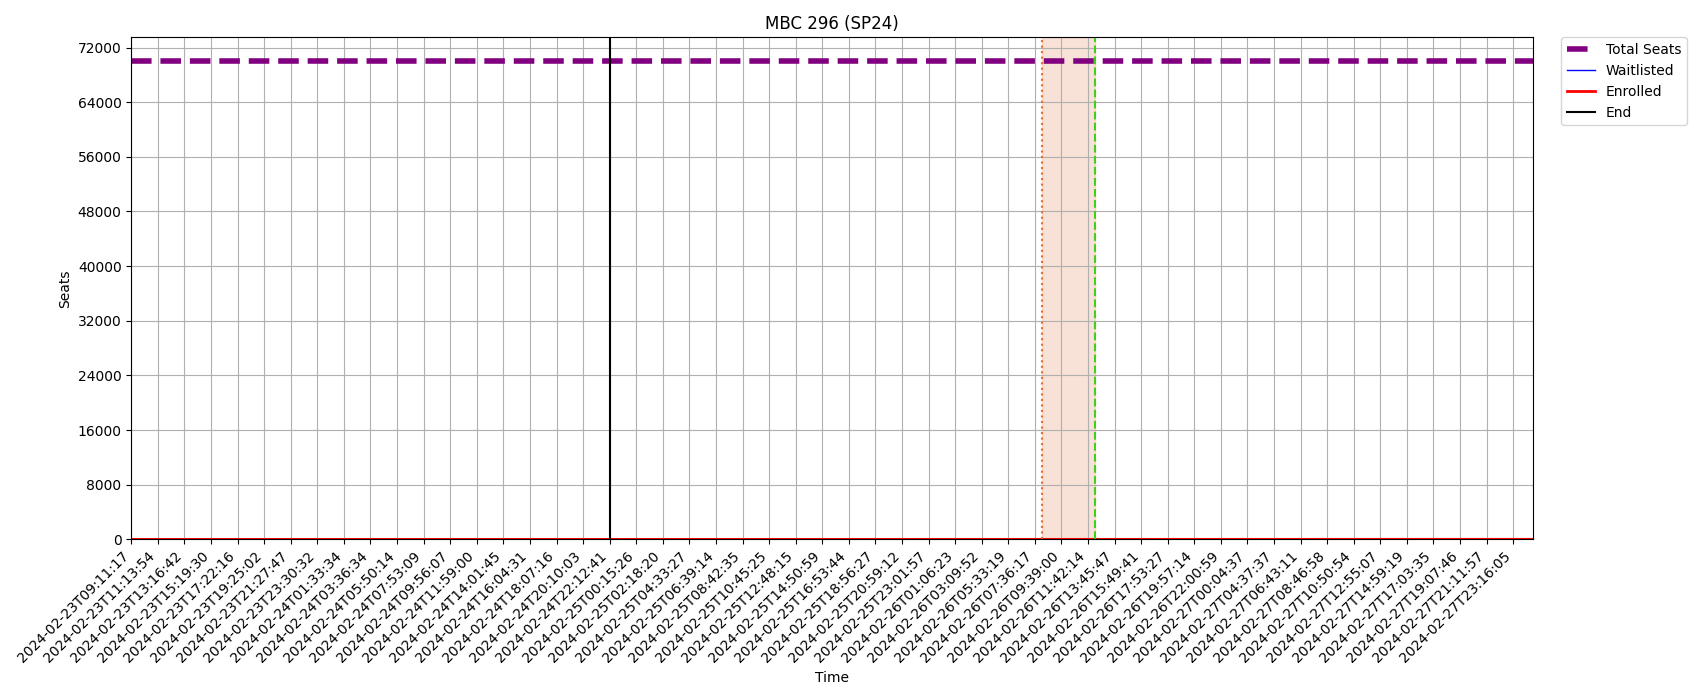 MBC 296 (SP24)
Total Seats
Waitlisted
Enrolled
End
72000
64000
56000
48000
40000
32000
24000
16000
8000
0
Seats
2024-02-23T09:11:17
2024-02-23T11:13:54
2024-02-23T13:16:42
2024-02-23T15:19:30
2024-02-23T17:22:16
2024-02-23T19:25:02
2024-02-23T21:27:47
2024-02-23T23:30:32
2024-02-24T01:33:34
2024-02-24T03:36:34
2024-02-24T05:50:14
2024-02-24T07:53:09
2024-02-24T09:56:07
2024-02-24T11:59:00
2024-02-24T14:01:45
2024-02-24T16:04:31
2024-02-24T18:07:16
2024-02-24T20:10:03
2024-02-24T22:12:41
2024-02-25T00:15:26
2024-02-25T02:18:20
2024-02-25T04:33:27
2024-02-25T06:39:14
2024-02-25T08:42:35
2024-02-25T10:45:25
2024-02-25T12:48:15
2024-02-25T14:50:59
2024-02-25T16:53:44
2024-02-25T18:56:27
2024-02-25T20:59:12
2024-02-25T23:01:57
2024-02-26T01:06:23
2024-02-26T03:09:52
2024-02-26T05:33:19
2024-02-26T07:36:17
2024-02-26T09:39:00
2024-02-26T11:42:14
2024-02-26T13:45:47
2024-02-26T15:49:41
2024-02-26T17:53:27
2024-02-26T19:57:14
2024-02-26T22:00:59
2024-02-27T00:04:37
2024-02-27T04:37:37
2024-02-27T06:43:11
2024-02-27T08:46:58
2024-02-27T10:50:54
2024-02-27T12:55:07
2024-02-27T14:59:19
2024-02-27T17:03:35
2024-02-27T19:07:46
2024-02-27T21:11:57
2024-02-27T23:16:05
Time